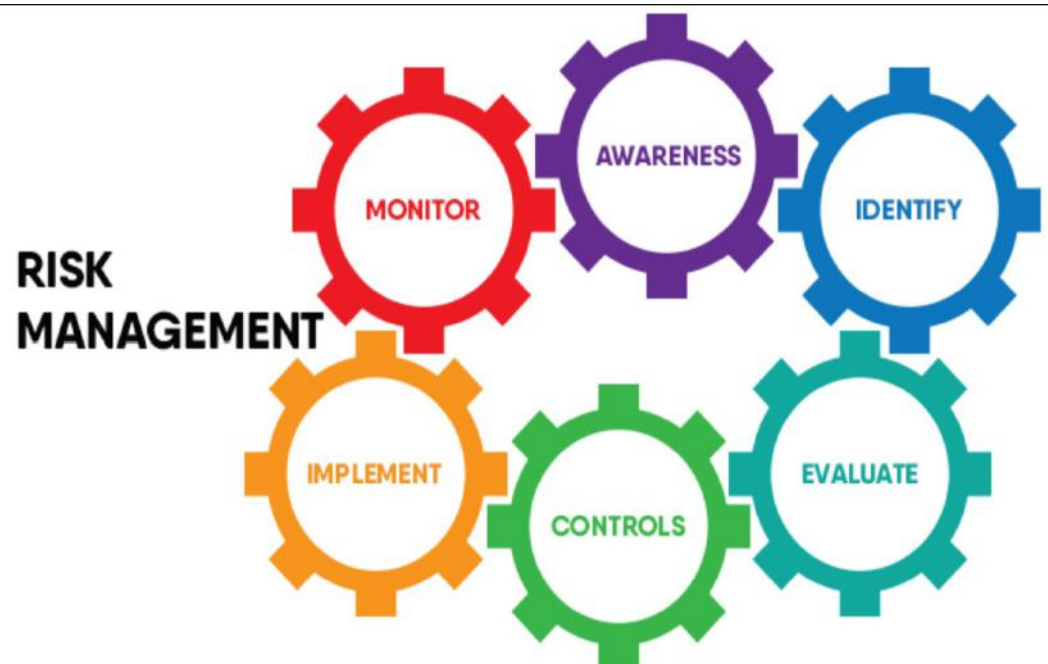 RISK
MANAGEMENT
MONITOR
AWARENESS
IDENTIFY
IMPLEMENT
CONTROLS
EVALUATE